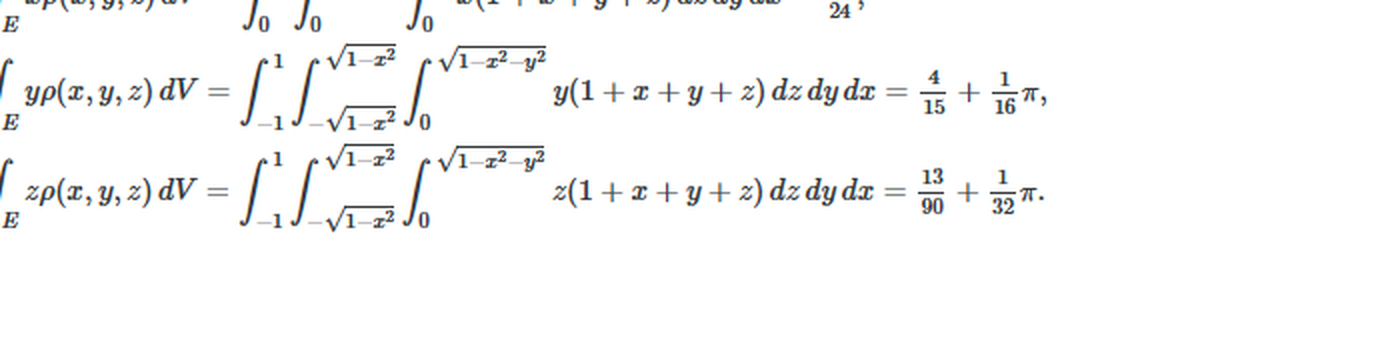 E 24 ,
∫_E yρ(x, y, z) dV = ∫_{-1}^{1} ∫_{-√(1-x²)}^{√(1-x²)} ∫_0^{√(1-x²-y²)} y(1 + x + y + z) dz dy dx = 4/15 + 1/16 π,
∫_E zρ(x, y, z) dV = ∫_{-1}^{1} ∫_{-√(1-x²)}^{√(1-x²)} ∫_0^{√(1-x²-y²)} z(1 + x + y + z) dz dy dx = 13/90 + 1/32 π.